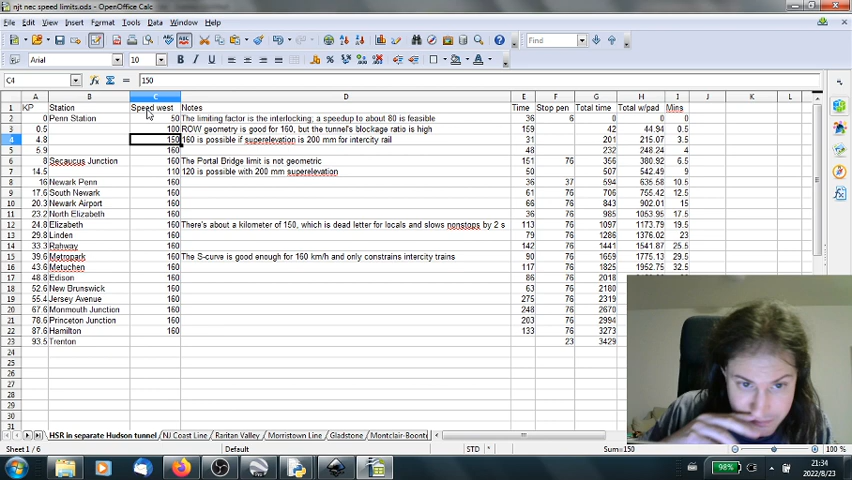 njt nec speed limits.ods - OpenOffice Calc
File Edit View Insert Format Tools Data Window Help
Find
Arial 10
C4 150
A B C D E F G H I J K L
1 KP Station Speed west Notes Time Stop pen Total time Total w/pad Mins
2 0 Penn Station 50 The limiting factor is the interlocking; a speedup to about 80 is feasible 36 6 0 0 0
3 0.5 100 ROW geometry is good for 160, but the tunnel's blockage ratio is high 159 42 44.94 0.5
4 4.8 150 160 is possible if superelevation is 200 mm for intercity rail 31 201 215.07 3.5
5 5.9 160 48 232 248.24 4
6 8 Secaucus Junction 160 The Portal Bridge limit is not geometric 151 76 356 380.92 6.5
7 14.5 110 120 is possible with 200 mm superelevation 50 507 542.49 9
8 16 Newark Penn 160 36 37 594 635.58 10.5
9 17.6 South Newark 160 61 76 706 755.42 12.5
10 20.3 Newark Airport 160 64 76 843 902.01 15
11 23.2 North Elizabeth 160 36 76 985 1053.95 17.5
12 24.8 Elizabeth 160 There's about a kilometer of 150, which is dead letter for locals and slows nonstops by 2 s 113 76 1097 1173.79 19.5
13 29.8 Linden 160 79 76 1286 1376.02 23
14 33.3 Rahway 160 142 76 1441 1541.87 25.5
15 39.6 Metropark 160 The S-curve is good enough for 160 km/h and only constrains intercity trains 90 76 1659 1775.13 29.5
16 43.6 Metuchen 160 117 76 1825 1952.75 32.5
17 48.8 Edison 160 86 76 2018
18 52.6 New Brunswick 160 63 76 2180
19 55.4 Jersey Avenue 160 275 76 2319
20 67.6 Monmouth Junction 160 248 76 2670
21 78.6 Princeton Junction 160 203 76 2994
22 87.6 Hamilton 160 133 76 3273
23 93.5 Trenton 23 3429
24
25
26
27
28
29
30
31
HSR in separate Hudson tunnel NJ Coast Line Raritan Valley Morristown Line Gladstone Montclair-Boonto
Sheet 1 / 6 Default STD * Sum=150 100 %
98% 21:34
2022/8/23